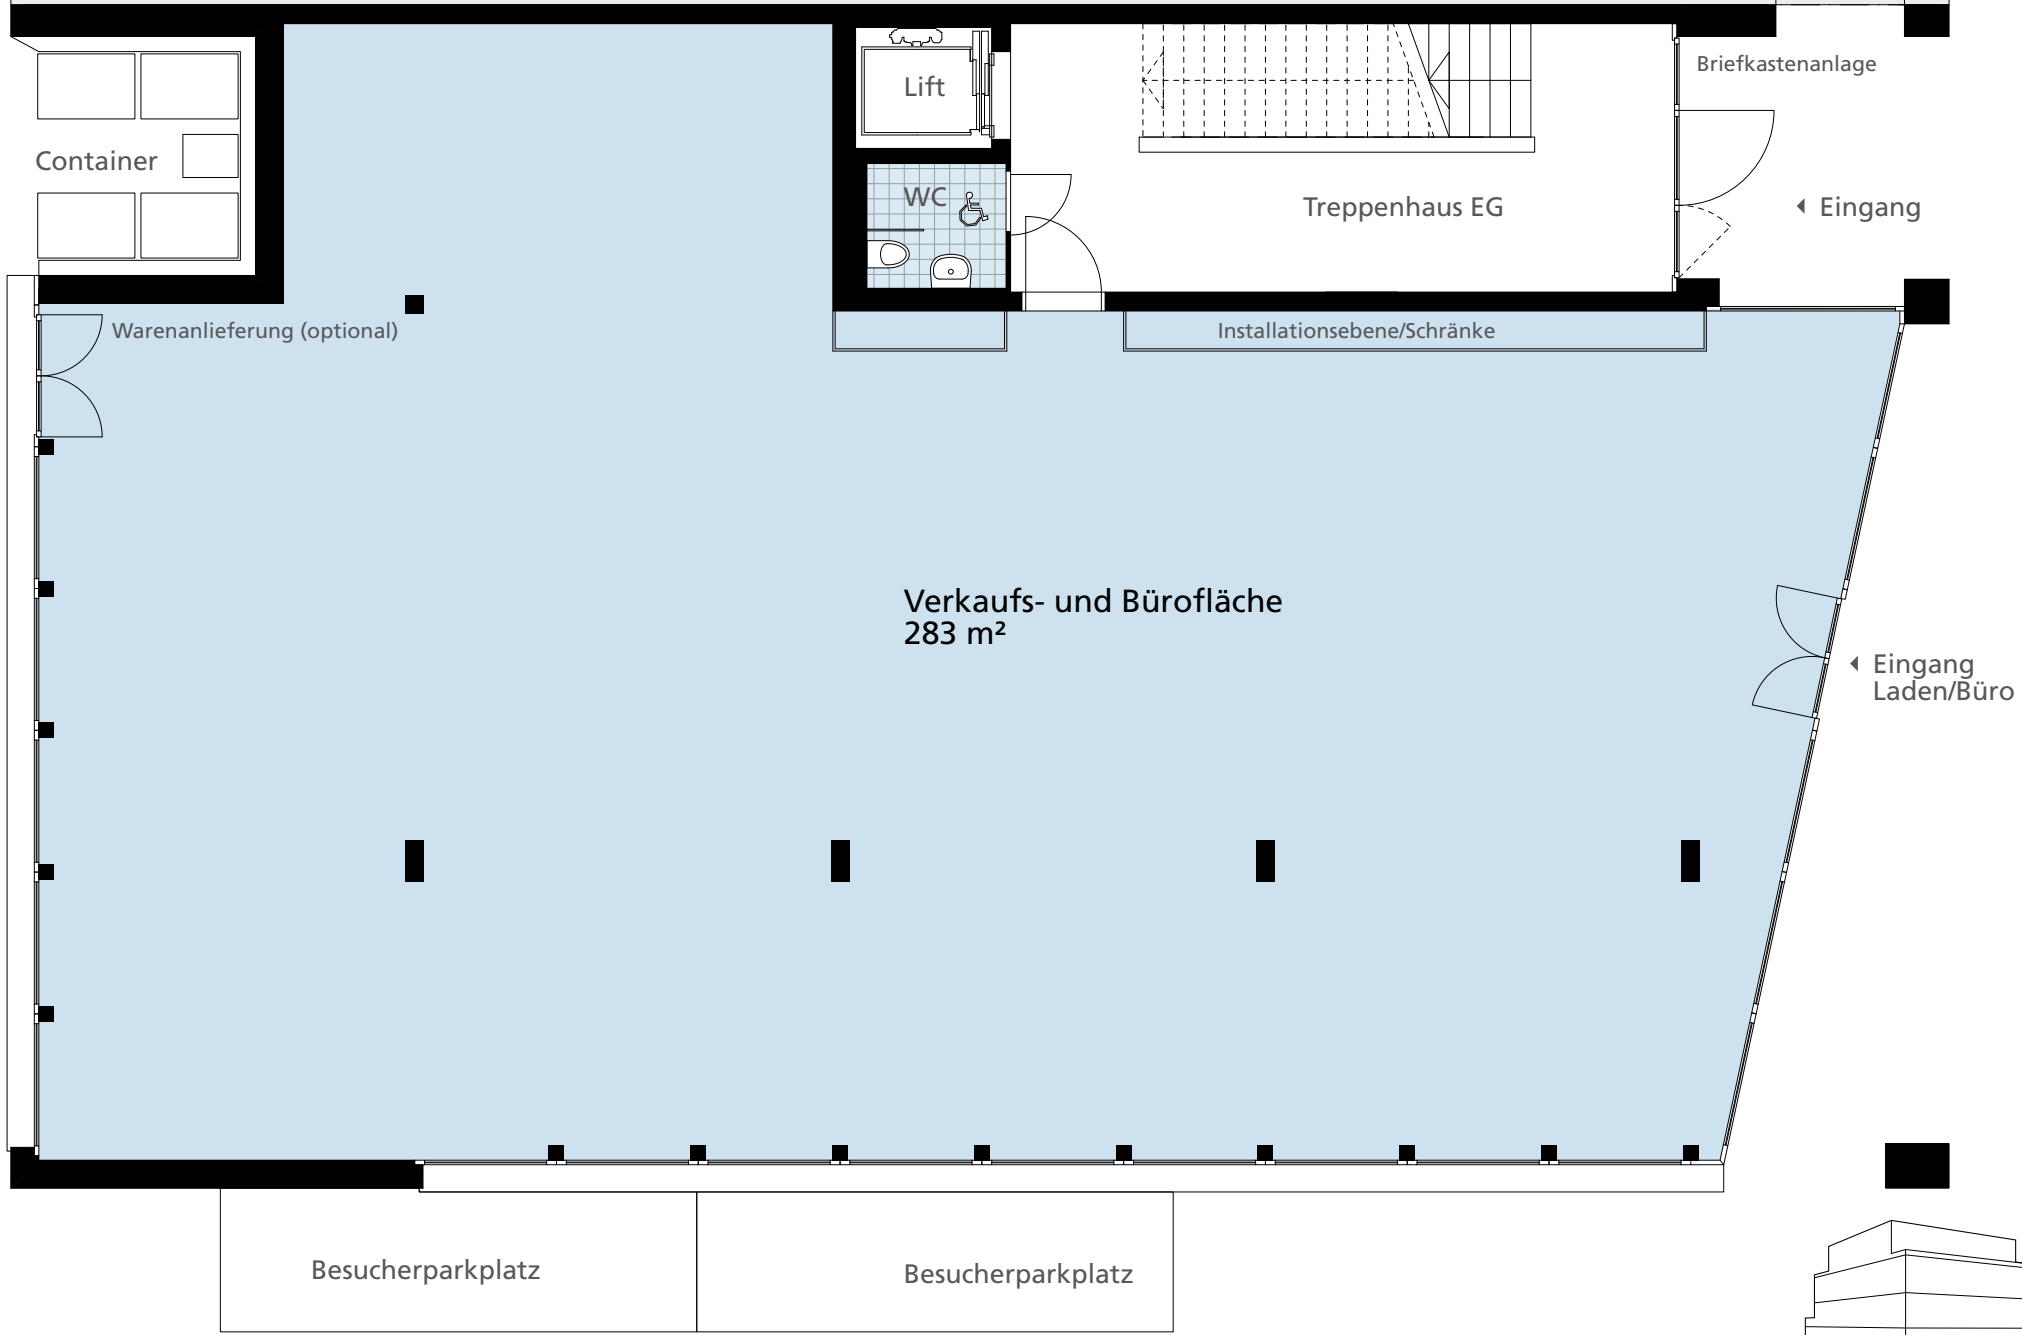 Briefkastenanlage
Lift
Container
WC
Treppenhaus EG
Eingang
Warenanlieferung (optional)
Installationsebene/Schränke
Verkaufs- und Bürofläche
283 m²
Eingang
Laden/Büro
Besucherparkplatz
Besucherparkplatz